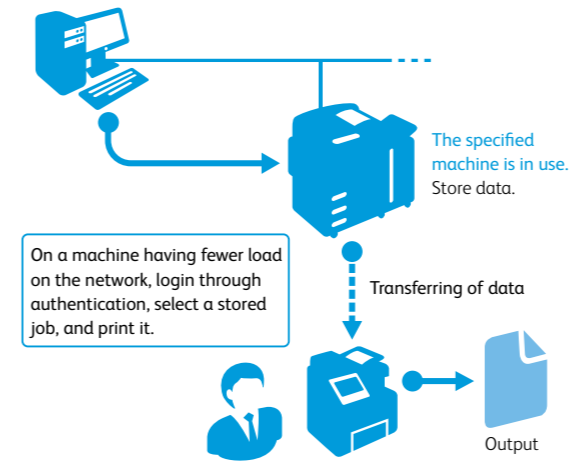 The specified
machine is in use.
Store data.
On a machine having fewer load
on the network, login through
authentication, select a stored
job, and print it.
Transferring of data
Output